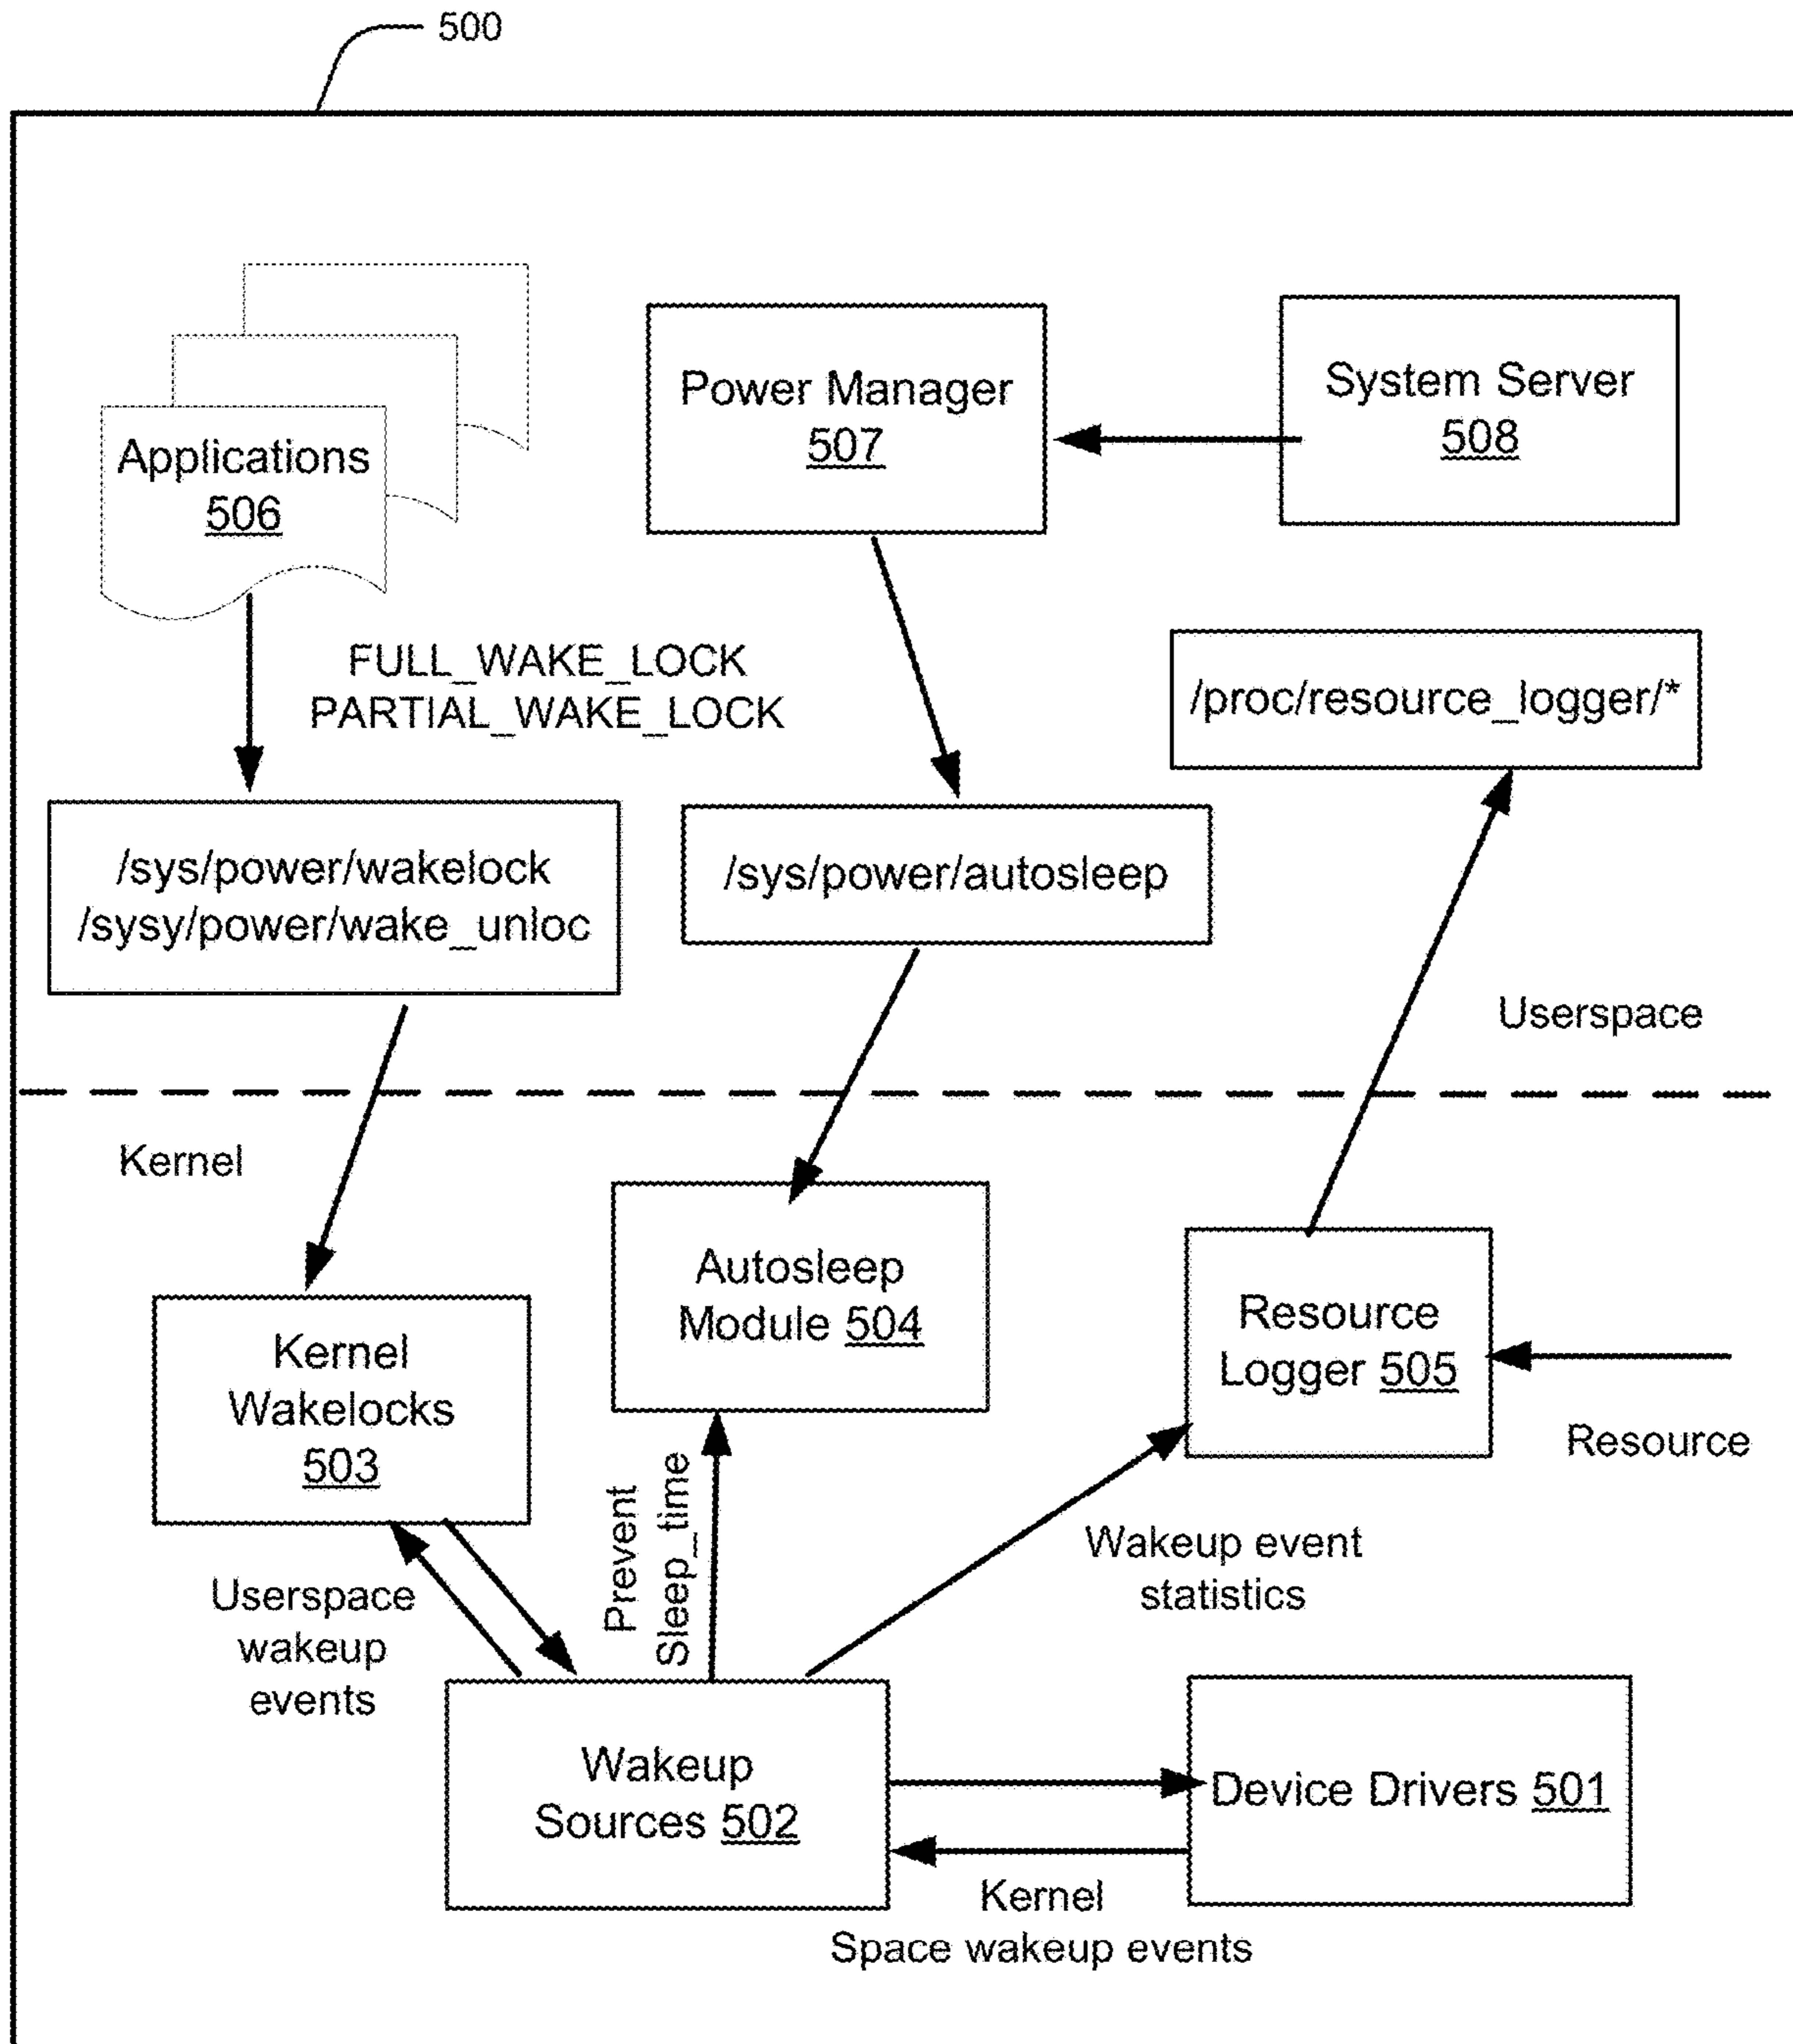 500
Applications
506
Power Manager
507
System Server
508
FULL_WAKE_LOCK
PARTIAL_WAKE_LOCK
/proc/resource_logger/*
/sys/power/wakelock
/sysy/power/wake_unloc
/sys/power/autosleep
Userspace
Kernel
Autosleep
Module 504
Kernel
Wakelocks
503
Resource
Logger 505
Resource
Userspace
wakeup
events
Prevent
Sleep_time
Wakeup event
statistics
Wakeup
Sources 502
Device Drivers 501
Kernel
Space wakeup events